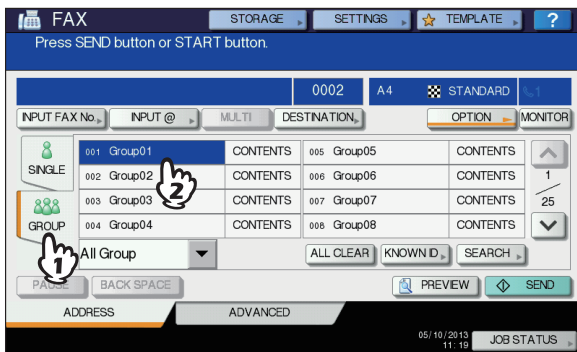 FAX STORAGE SETTINGS TEMPLATE ?
Press SEND button or START button.
0002 A4 STANDARD 1
INPUT FAX No. INPUT @ MULTI DESTINATION OPTION MONITOR
SINGLE
GROUP
001 Group01 CONTENTS 005 Group05 CONTENTS
002 Group02 CONTENTS 006 Group06 CONTENTS
003 Group03 CONTENTS 007 Group07 CONTENTS
004 Group04 CONTENTS 008 Group08 CONTENTS
1
25
2
1
All Group ALL CLEAR KNOWN ID SEARCH
PAUSE BACK SPACE PREVIEW SEND
ADDRESS ADVANCED
05/10/2013
11:19
JOB STATUS